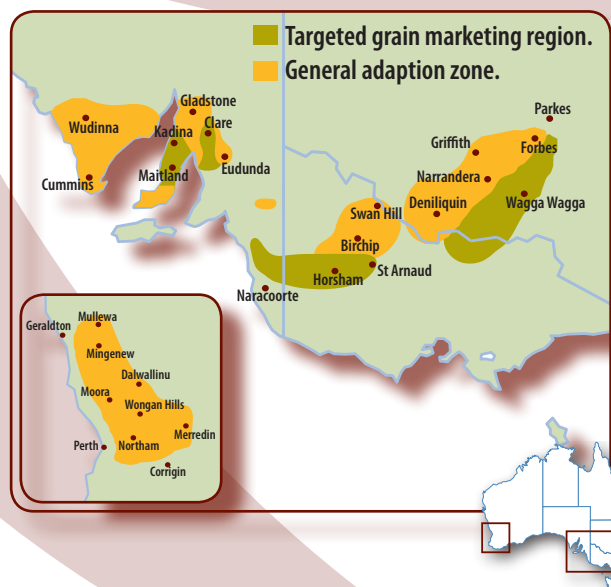 Targeted grain marketing region.
General adaption zone.
Gladstone
Parkes
Wudinna
Kadina
Clare
Griffith
Forbes
Cummins
Maitland
Eudunda
Narrandera
Swan Hill
Deniliquin
Wagga Wagga
Birchip
Horsham
St Arnaud
Naracoorte
Geraldton
Mullewa
Mingenew
Dalwallinu
Moora
Wongan Hills
Merredin
Perth
Northam
Corrigin